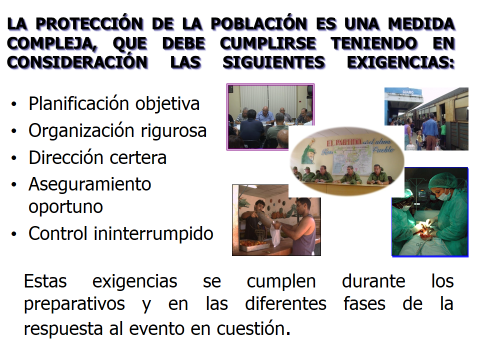 LA PROTECCIÓN DE LA POBLACIÓN ES UNA MEDIDA
COMPLEJA, QUE DEBE CUMPLIRSE TENIENDO EN
CONSIDERACIÓN LAS SIGUIENTES EXIGENCIAS:
• Planificación objetiva
• Organización rigurosa
• Dirección certera
• Aseguramiento
oportuno
• Control ininterrumpido
EL PARTIDO
Estas exigencias se cumplen durante los
preparativos y en las diferentes fases de la
respuesta al evento en cuestión.